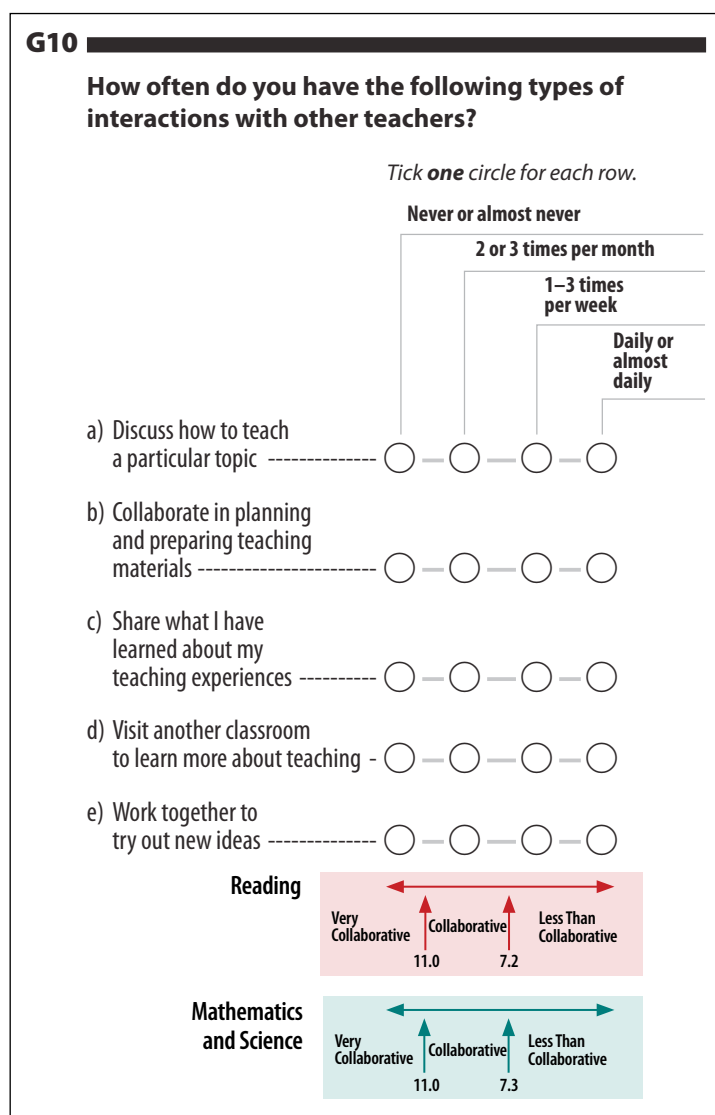 G10
How often do you have the following types of
interactions with other teachers?
Tick one circle for each row.
Never or almost never
2 or 3 times per month
1–3 times
per week
Daily or
almost
daily
a) Discuss how to teach
a particular topic --------------
b) Collaborate in planning
and preparing teaching
materials -----------------------
c) Share what I have
learned about my
teaching experiences ----------
d) Visit another classroom
to learn more about teaching -
e) Work together to
try out new ideas --------------
Reading
Very
Collaborative
Collaborative
Less Than
Collaborative
11.0
7.2
Mathematics
and Science
Very
Collaborative
Collaborative
Less Than
Collaborative
11.0
7.3